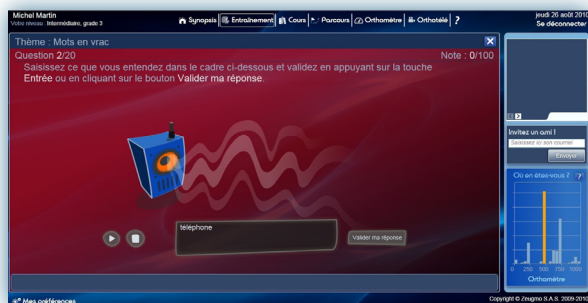 Michel Martin
Votre niveau Intermédiaire, grade 3
Synopsis Entraînement Cours Parcours Orthomètre Orthotélé ?
jeudi 26 août 2010
Se déconnecter
Thème : Mots en vrac
Question 2/20
Note : 0/100
Saisissez ce que vous entendez dans le cadre ci-dessous et validez en appuyant sur la touche
Entrée ou en cliquant sur le bouton Valider ma réponse.
téléphone
Valider ma réponse
Invitez un ami !
Saisissez ici son courriel
Envoyer
Où en êtes-vous ? ?
0 250 500 750 1000
Orthomètre
Mes préférences
Copyright © Zeugmo S.A.S. 2009-2010